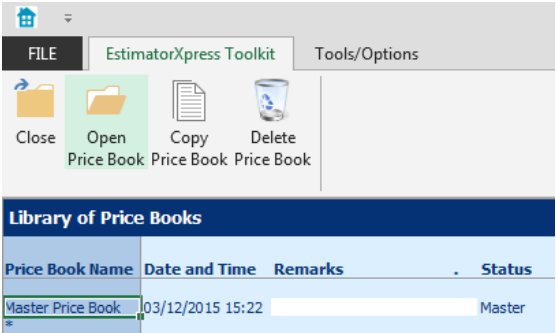 FILE EstimatorXpress Toolkit Tools/Options
Close Open Price Book Copy Price Book Delete Price Book
Library of Price Books
Price Book Name Date and Time Remarks . Status
Master Price Book 03/12/2015 15:22 Master
*